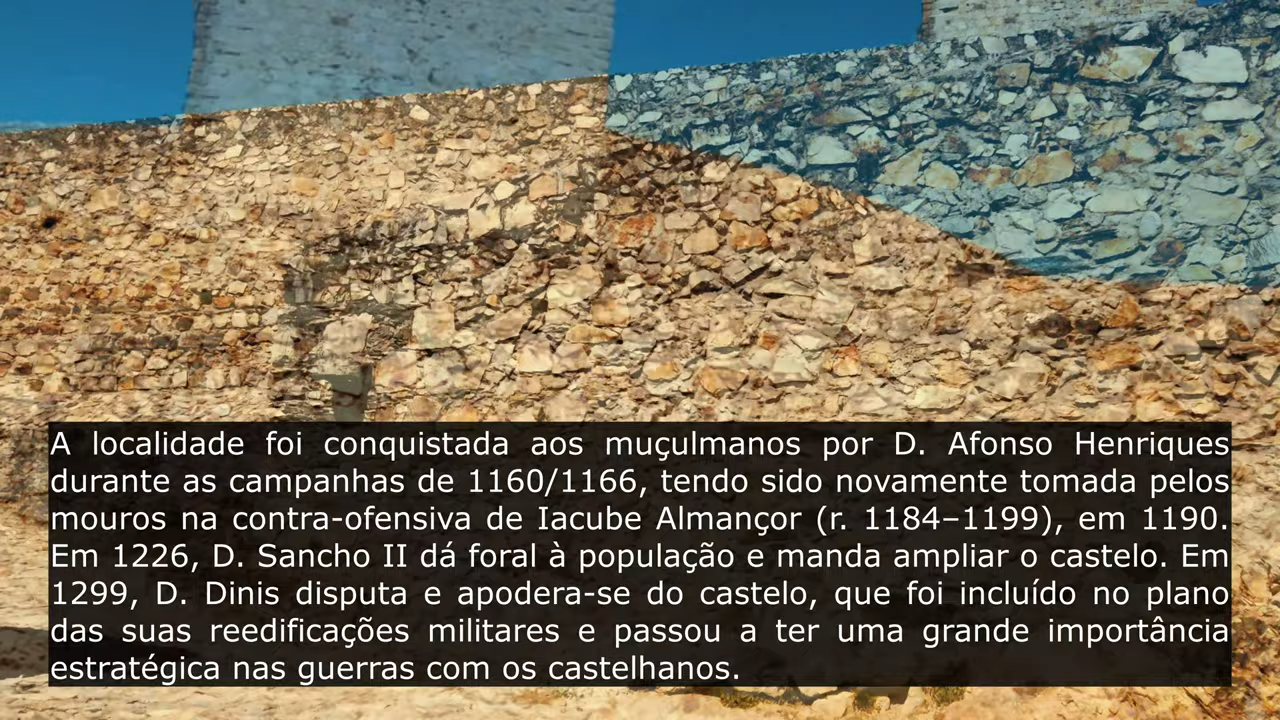 A localidade foi conquistada aos muçulmanos por D. Afonso Henriques
durante as campanhas de 1160/1166, tendo sido novamente tomada pelos
mouros na contra-ofensiva de Iacube Almançor (r. 1184–1199), em 1190.
Em 1226, D. Sancho II dá foral à população e manda ampliar o castelo. Em
1299, D. Dinis disputa e apodera-se do castelo, que foi incluído no plano
das suas reedificações militares e passou a ter uma grande importância
estratégica nas guerras com os castelhanos.